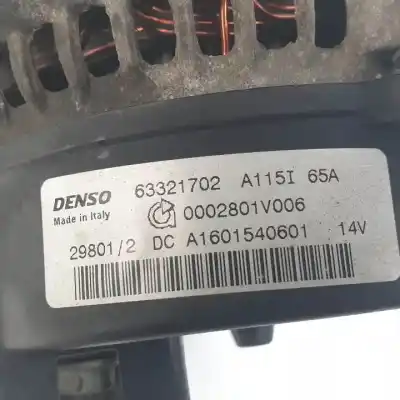 DENSO 63321702 A115I 65A
Made in Italy 0002801V006
29801/2 DC A1601540601 14V